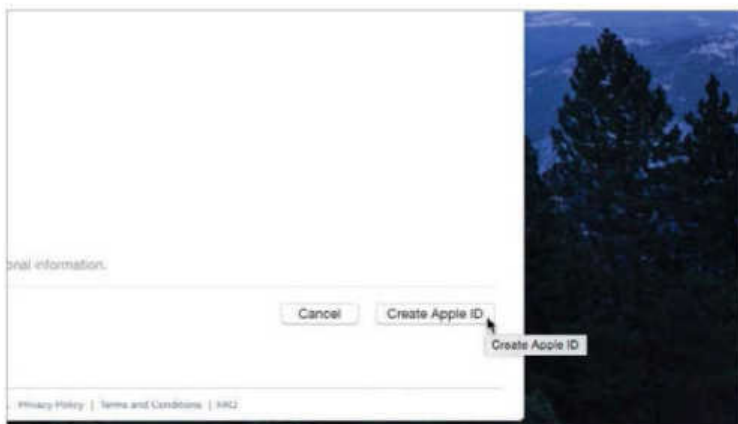 onal information.
Cancel Create Apple ID
Create Apple ID
Privacy Policy | Terms and Conditions | FAQ